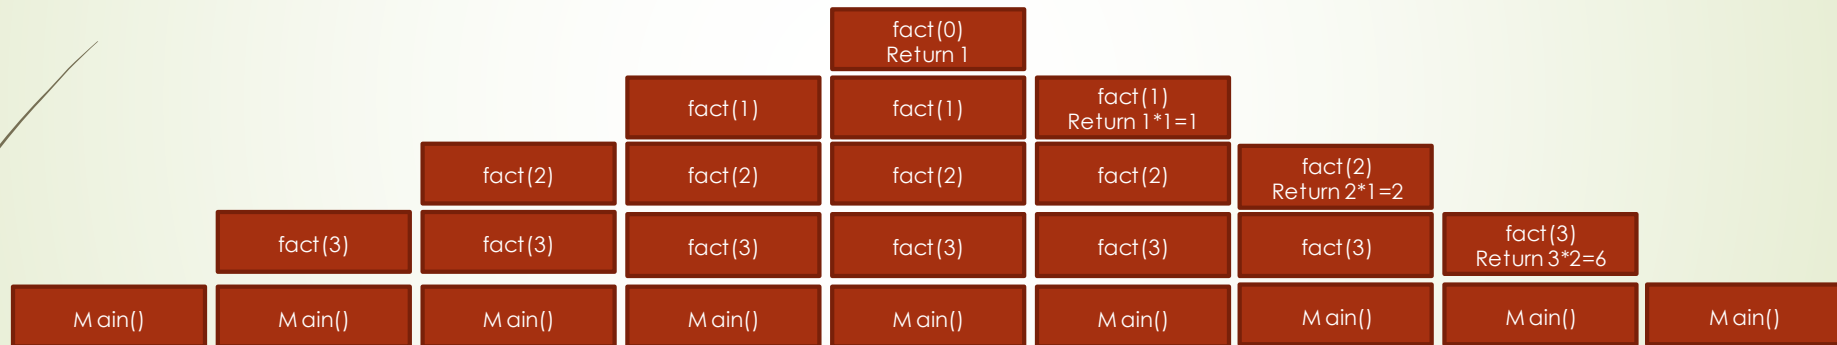 fact(0)
Return 1
fact(1)
fact(1)
fact(1)
Return 1*1=1
fact(2)
fact(2)
fact(2)
fact(2)
fact(2)
Return 2*1=2
fact(3)
fact(3)
fact(3)
fact(3)
fact(3)
fact(3)
fact(3)
Return 3*2=6
Main()
Main()
Main()
Main()
Main()
Main()
Main()
Main()
Main()